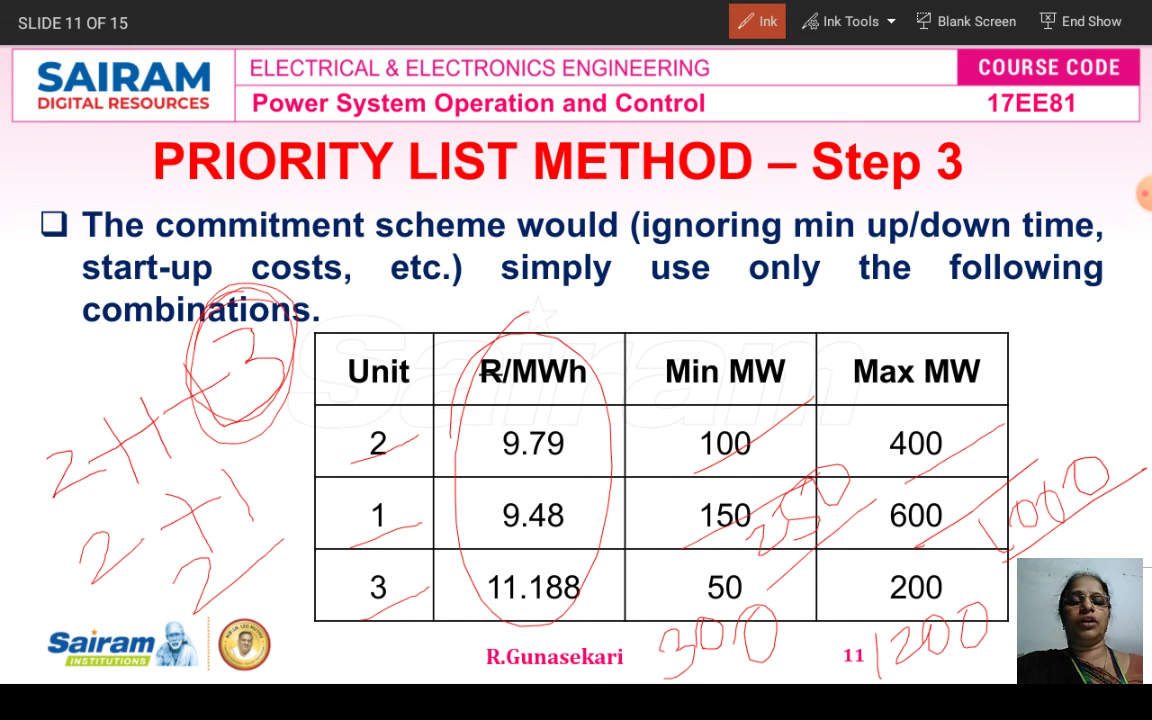 SLIDE 11 OF 15
Ink
Ink Tools
Blank Screen
End Show
SAIRAM
DIGITAL RESOURCES
ELECTRICAL & ELECTRONICS ENGINEERING
Power System Operation and Control
COURSE CODE
17EE81
PRIORITY LIST METHOD – Step 3
The commitment scheme would (ignoring min up/down time,
start-up costs, etc.) simply use only the following
combinations.
Unit R/MWh Min MW Max MW
2 9.79 100 400
1 9.48 150 600
3 11.188 50 200
2+1+3
2+1
2
250
1000
300
1200
Sairam
INSTITUTIONS
R.Gunasekari
11